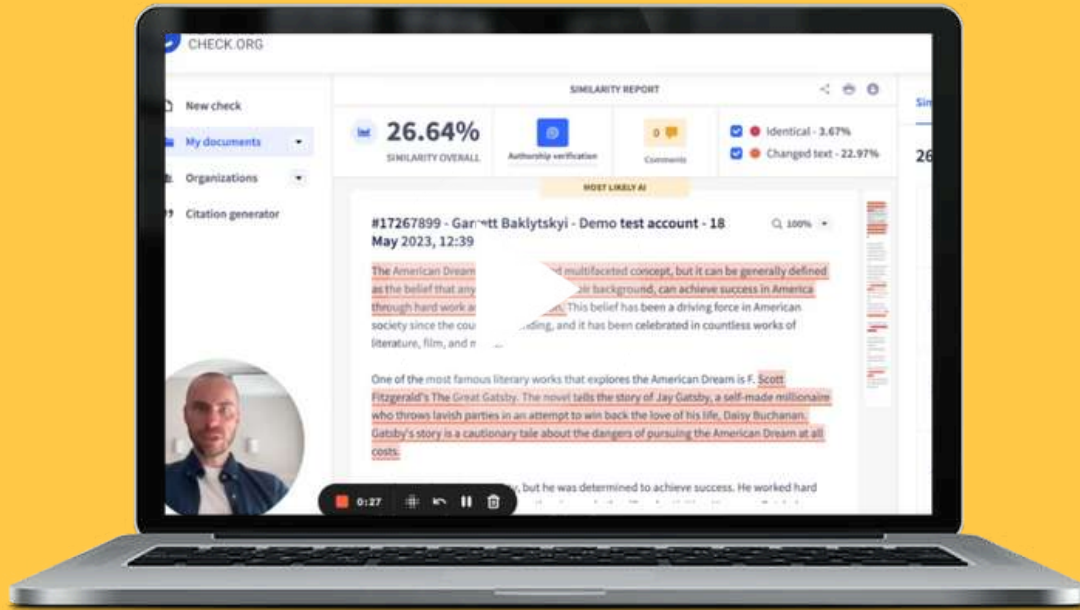 CHECK.ORG
New check
My documents
Organizations
Citation generator
SIMILARITY REPORT
26.64%
SIMILARITY OVERALL
Authorship verification
0
Comments
Identical - 3.67%
Changed text - 22.97%
Sim
26
MOST LIKELY AI
#17267899 - Gar ett Baklytskyi - Demo test account - 18
May 2023, 12:39
100%
The American Dream multifaceted concept, but it can be generally defined
as the belief that any background, can achieve success in America
through hard work This belief has been a driving force in American
society since the and it has been celebrated in countless works of
literature, film, and
One of the most famous literary works that explores the American Dream is F. Scott
Fitzgerald's The Great Gatsby. The novel tells the story of Jay Gatsby, a self-made millionaire
who throws lavish parties in an attempt to win back the love of his life, Daisy Buchanan.
Gatsby's story is a cautionary tale about the dangers of pursuing the American Dream at all
costs.
but he was determined to achieve success. He worked hard
0:27